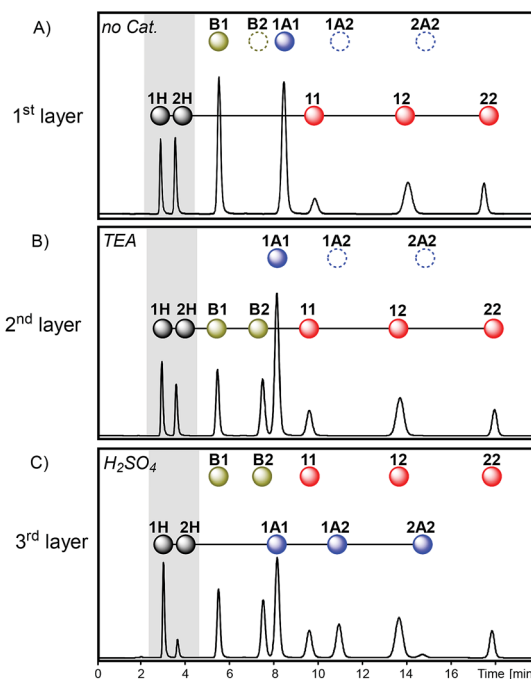 A)
no Cat.
B1 B2 1A1 1A2 2A2
1H 2H 11 12 22
1st layer
B)
TEA
1A1 1A2 2A2
1H 2H B1 B2 11 12 22
2nd layer
C)
H2SO4
B1 B2 11 12 22
1H 2H 1A1 1A2 2A2
3rd layer
0 2 4 6 8 10 12 14 16 Time [min